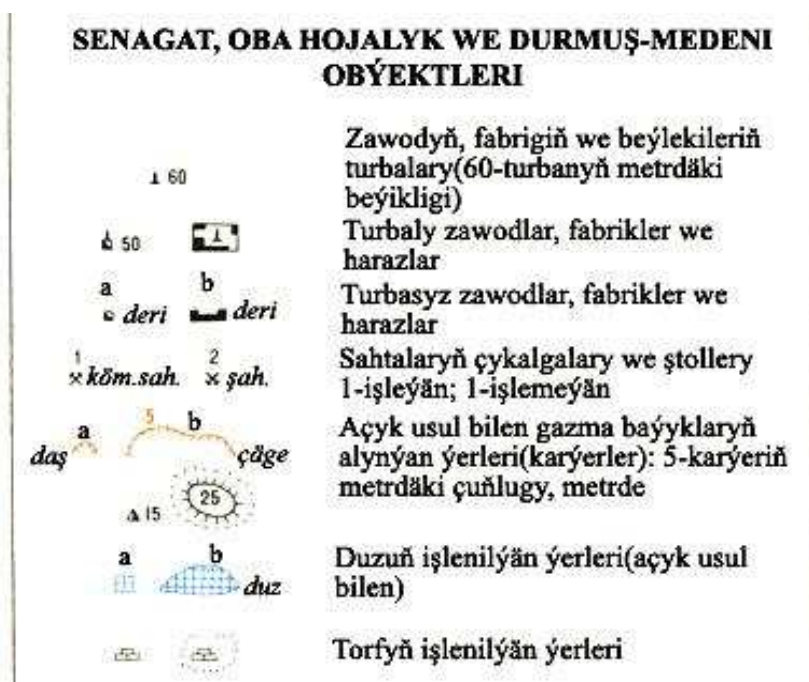 SENAGAT, OBA HOJALYK WE DURMUŞ-MEDENI
OBÝEKTLERI
Zawodyň, fabrigiň we beýlekileriň
turbalary(60-turbanyň metrdäki
beýikligi)
60
Turbaly zawodlar, fabrikler we
harazlar
50
Turbasyz zawodlar, fabrikler we
harazlar
a b
deri deri
Sahtalaryň çykalgalary we ştollery
1-işleýän; 1-işlemeýän
1 2
köm.sah. şah.
Açyk usul bilen gazma baýyklaryň
alynýan ýerleri(karýerler): 5-karýeriň
metrdäki çuňlugy, metrde
a 5 b
daş çäge
25
15
Duzuň işlenilýän ýerleri(açyk usul
bilen)
a b
duz
Torfyň işlenilýän ýerleri